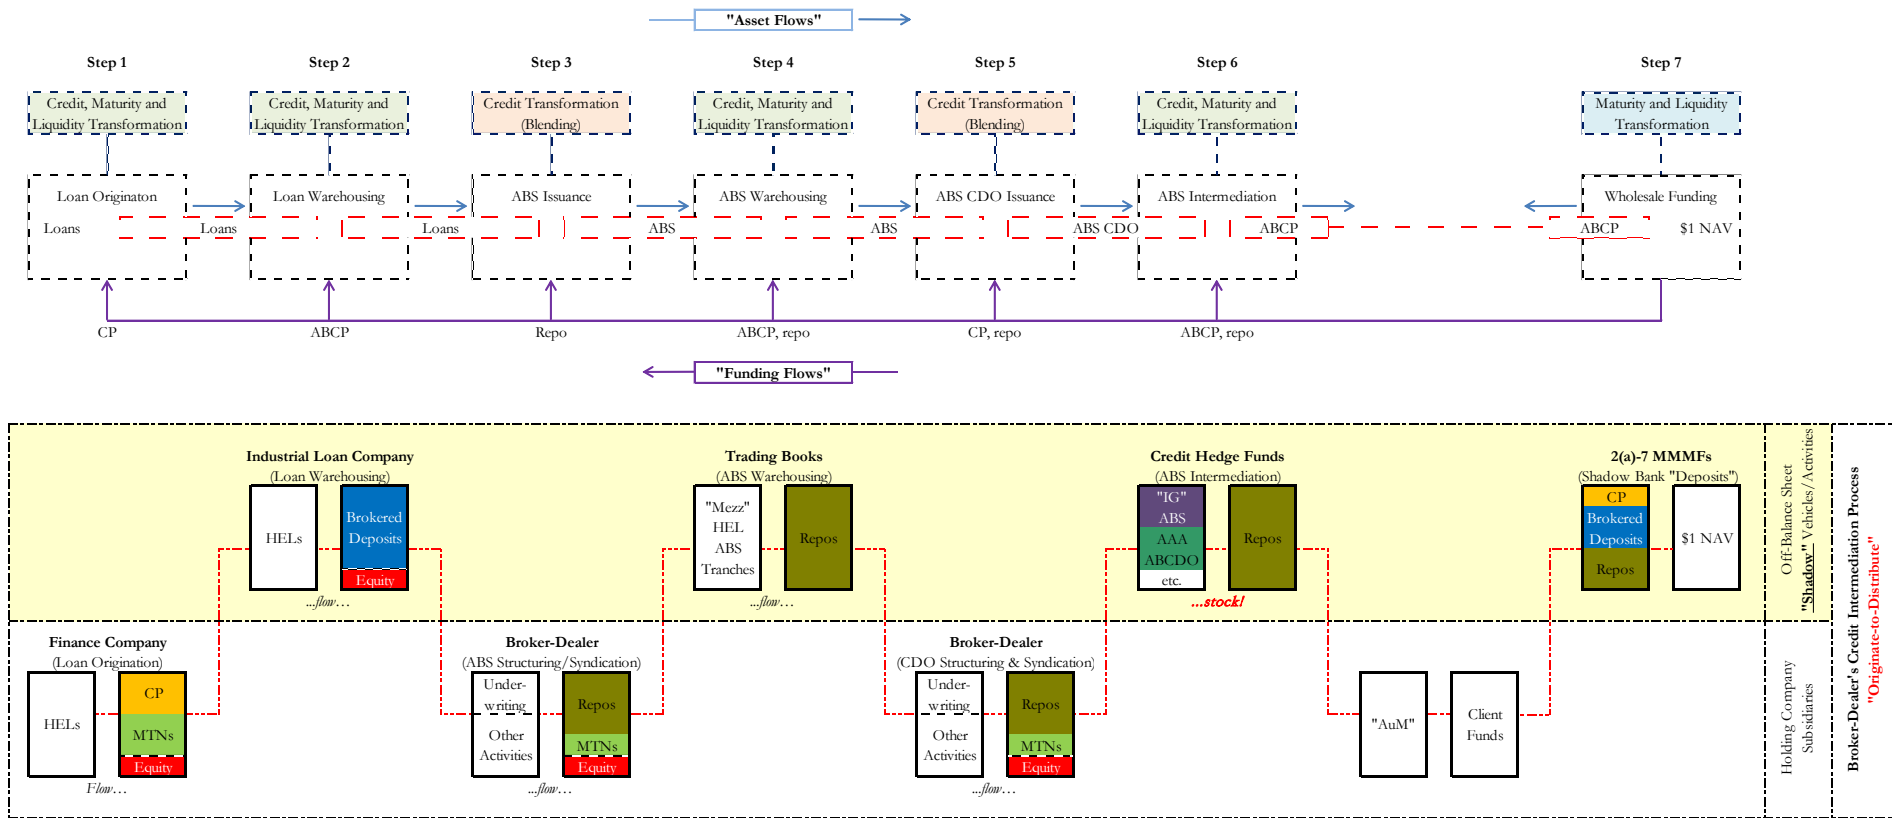 "Asset Flows"
Step 1
Step 2
Step 3
Step 4
Step 5
Step 6
Step 7
Credit, Maturity and
Liquidity Transformation
Credit, Maturity and
Liquidity Transformation
Credit Transformation
(Blending)
Credit, Maturity and
Liquidity Transformation
Credit Transformation
(Blending)
Credit, Maturity and
Liquidity Transformation
Maturity and Liquidity
Transformation
Loan Originaton
Loan Warehousing
ABS Issuance
ABS Warehousing
ABS CDO Issuance
ABS Intermediation
Wholesale Funding
Loans
Loans
Loans
ABS
ABS
ABS CDO
ABCP
ABCP
$1 NAV
CP
ABCP
Repo
ABCP, repo
CP, repo
ABCP, repo
"Funding Flows"
Industrial Loan Company
(Loan Warehousing)
HELs
Brokered
Deposits
Equity
...flow...
Trading Books
(ABS Warehousing)
"Mezz"
HEL
ABS
Tranches
Repos
...flow...
Credit Hedge Funds
(ABS Intermediation)
"IG"
ABS
AAA
ABCDO
etc.
Repos
...stock!
2(a)-7 MMMFs
(Shadow Bank "Deposits")
CP
Brokered
Deposits
Repos
$1 NAV
Off-Balance Sheet
"Shadow" Vehicles/Activities
Finance Company
(Loan Origination)
HELs
CP
MTNs
Equity
Flow...
Broker-Dealer
(ABS Structuring/Syndication)
Under-
writing
Other
Activities
Repos
MTNs
Equity
...flow...
Broker-Dealer
(CDO Structuring & Syndication)
Under-
writing
Other
Activities
Repos
MTNs
Equity
...flow...
"AuM"
Client
Funds
Holding Company
Subsidiaries
Broker-Dealer's Credit Intermediation Process
"Originate-to-Distribute"